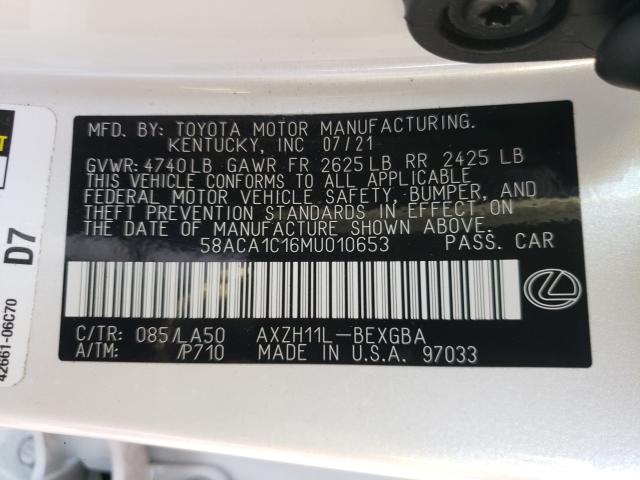 MFD. BY: TOYOTA MOTOR MANUFACTURING.
KENTUCKY, INC 07/21
GVWR: 4740 LB GAWR FR 2625 LB RR 2425 LB
THIS VEHICLE CONFORMS TO ALL APPLICABLE
FEDERAL MOTOR VEHICLE SAFETY, BUMPER, AND
THEFT PREVENTION STANDARDS IN EFFECT ON
THE DATE OF MANUFACTURE SHOWN ABOVE.
58ACA1C16MU010653 PASS. CAR
C/TR: 085/LA50 AXZH11L-BEXGBA
A/TM: /P710 MADE IN U.S.A. 97033
D7
42661-06C70